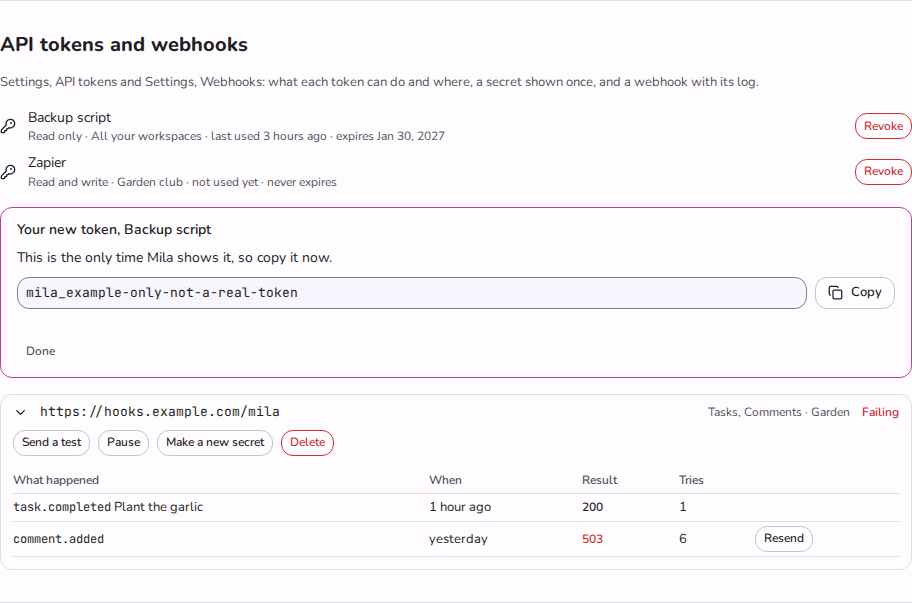 API tokens and webhooks
Settings, API tokens and Settings, Webhooks: what each token can do and where, a secret shown once, and a webhook with its log.
Backup script
Read only · All your workspaces · last used 3 hours ago · expires Jan 30, 2027
Revoke
Zapier
Read and write · Garden club · not used yet · never expires
Revoke
Your new token, Backup script
This is the only time Mila shows it, so copy it now.
mila_example-only-not-a-real-token
Copy
Done
https://hooks.example.com/mila
Tasks, Comments · Garden Failing
Send a test Pause Make a new secret Delete
What happened When Result Tries
task.completed Plant the garlic 1 hour ago 200 1
comment.added yesterday 503 6 Resend